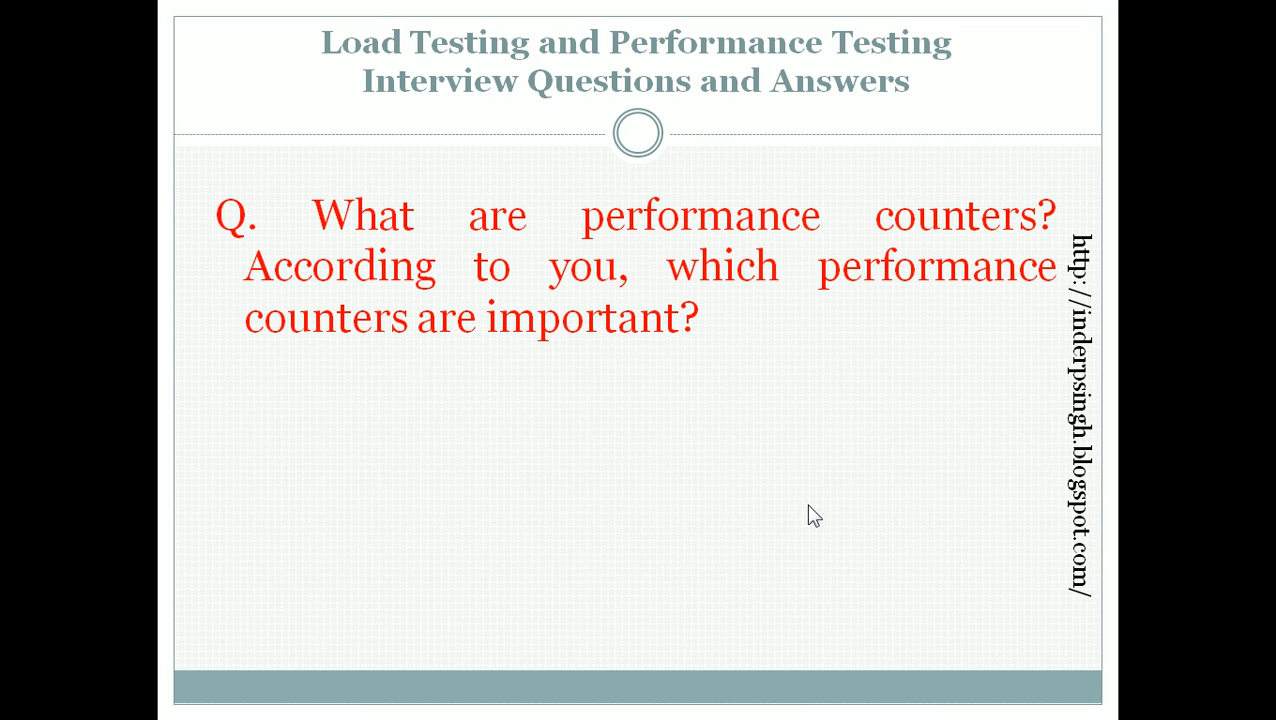 Load Testing and Performance Testing
Interview Questions and Answers
Q. What are performance counters?
According to you, which performance
counters are important?
http://inderpsingh.blogspot.com/